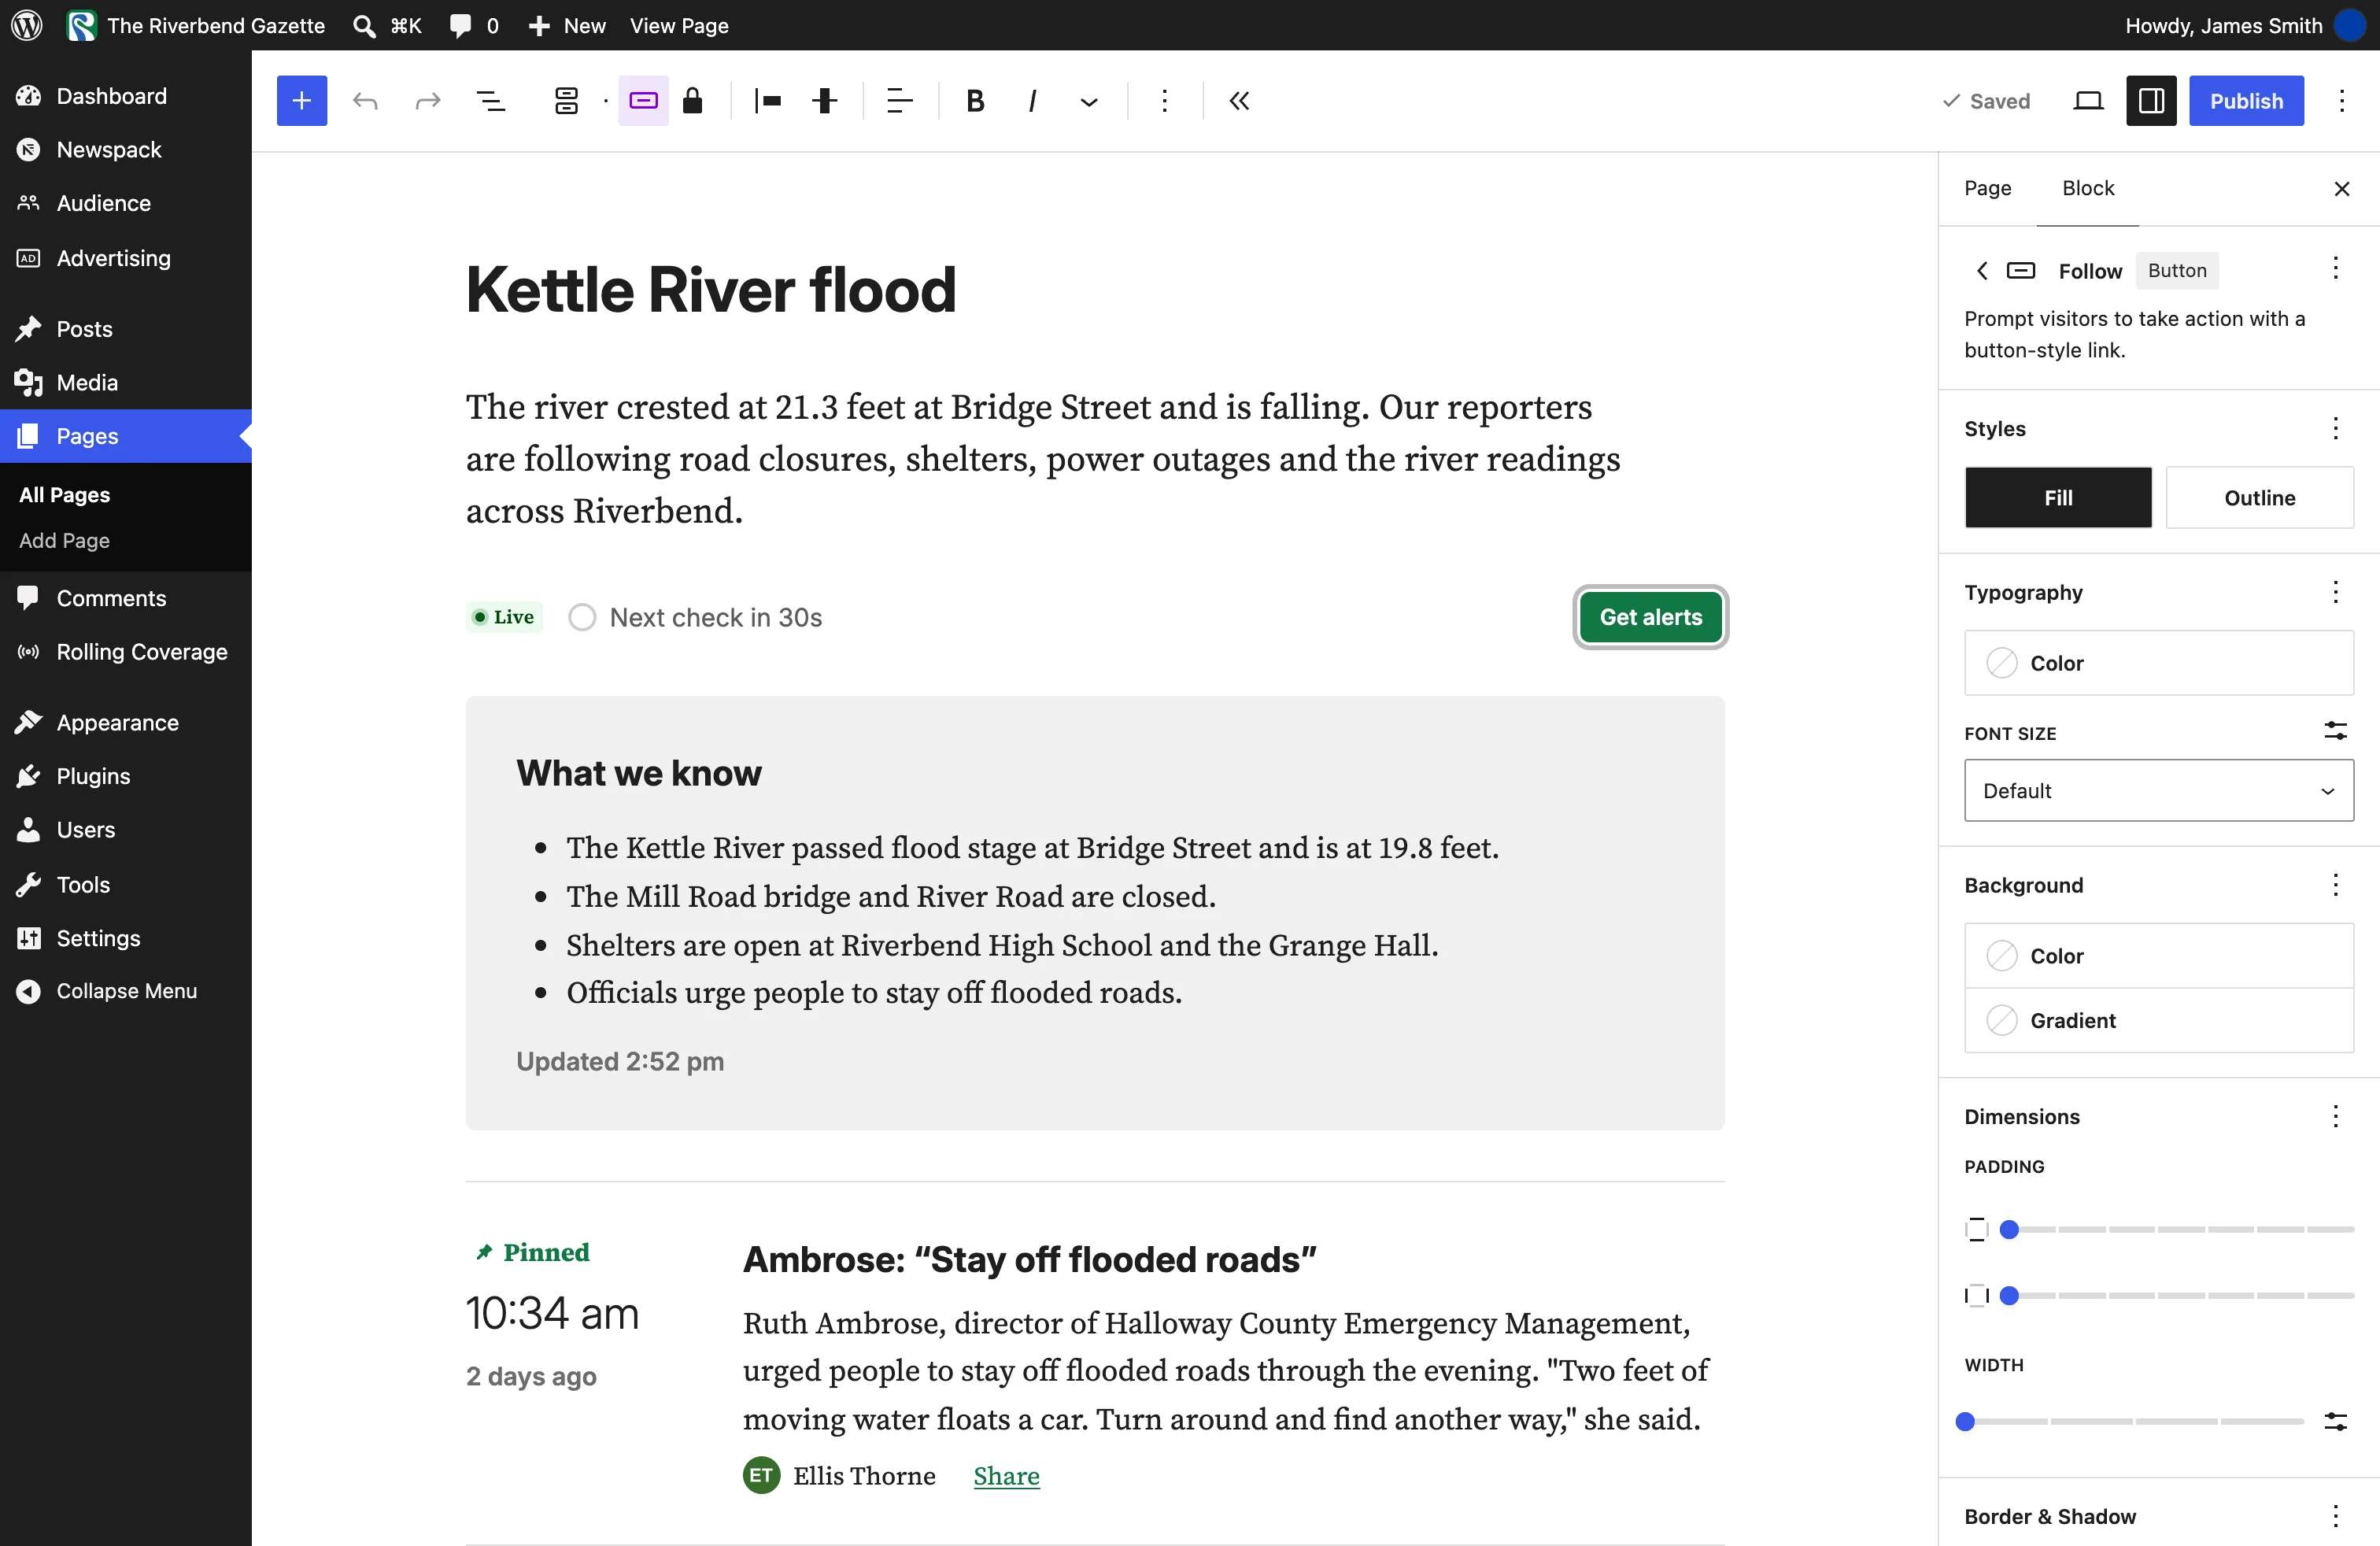 The Riverbend Gazette
⌘K
0
New
View Page
Howdy, James Smith
Dashboard
Newspack
Audience
AD
Advertising
Posts
Media
Pages
All Pages
Add Page
Comments
Rolling Coverage
Appearance
Plugins
Users
Tools
Settings
Collapse Menu
B
I
Saved
Publish
Kettle River flood
The river crested at 21.3 feet at Bridge Street and is falling. Our reporters
are following road closures, shelters, power outages and the river readings
across Riverbend.
Live
Next check in 30s
Get alerts
What we know
• The Kettle River passed flood stage at Bridge Street and is at 19.8 feet.
• The Mill Road bridge and River Road are closed.
• Shelters are open at Riverbend High School and the Grange Hall.
• Officials urge people to stay off flooded roads.
Updated 2:52 pm
Pinned
10:34 am
2 days ago
Ambrose: “Stay off flooded roads”
Ruth Ambrose, director of Halloway County Emergency Management,
urged people to stay off flooded roads through the evening. "Two feet of
moving water floats a car. Turn around and find another way," she said.
ET
Ellis Thorne
Share
Page
Block
Follow
Button
Prompt visitors to take action with a
button-style link.
Styles
Fill
Outline
Typography
Color
FONT SIZE
Default
Background
Color
Gradient
Dimensions
PADDING
WIDTH
Border & Shadow